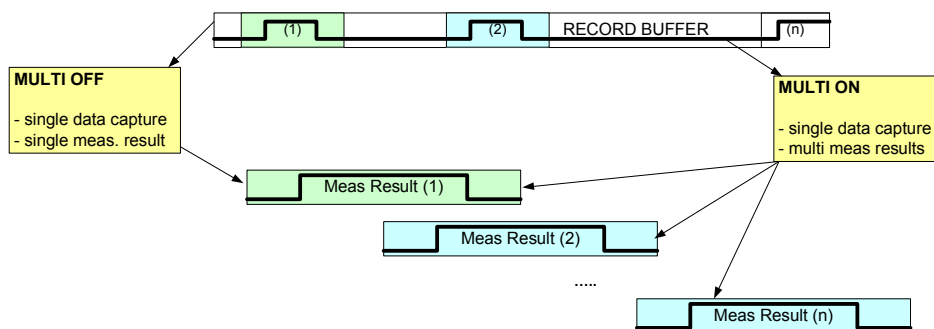 (1)
(2)
RECORD BUFFER
(n)
MULTI OFF
- single data capture
- single meas. result
MULTI ON
- single data capture
- multi meas results
Meas Result (1)
Meas Result (2)
.....
Meas Result (n)